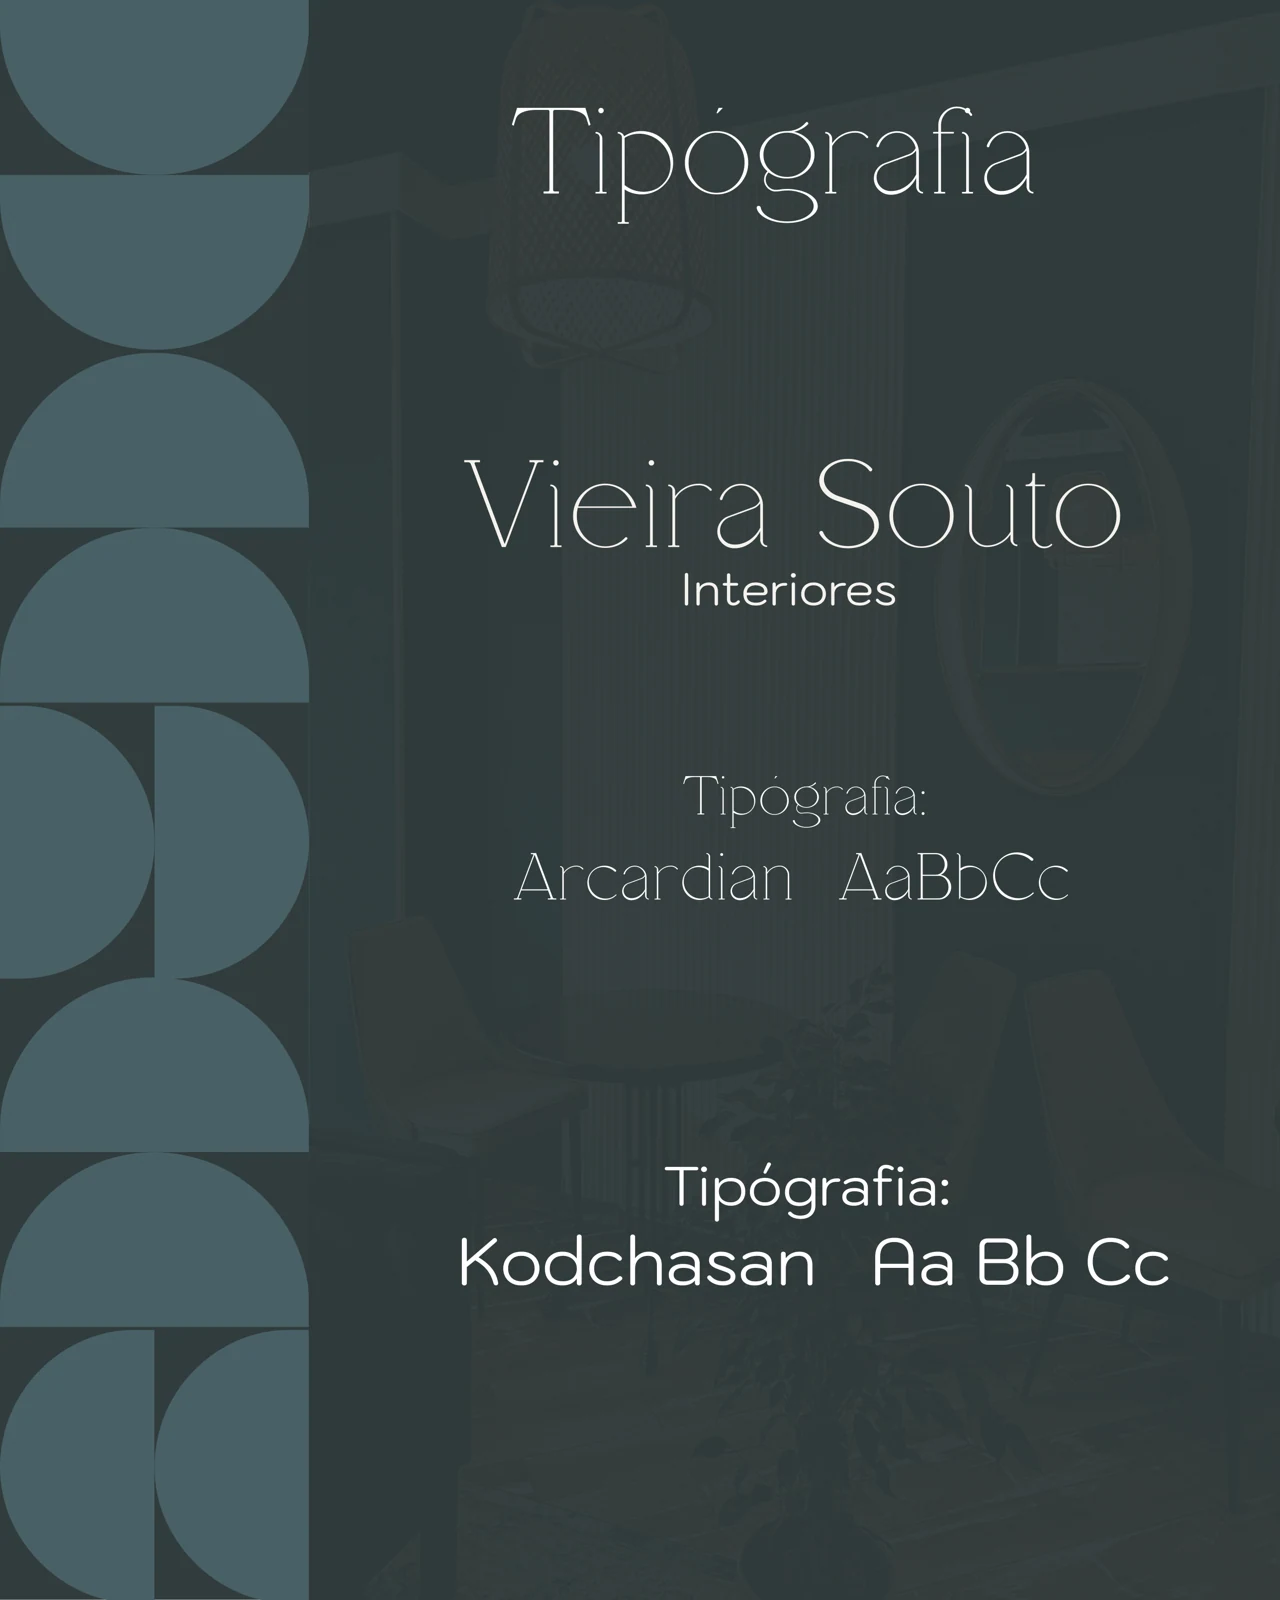 Tipógrafia
Vieira Souto
Interiores
Tipógrafia:
Arcardian AaBbCc
Tipógrafia:
Kodchasan Aa Bb Cc